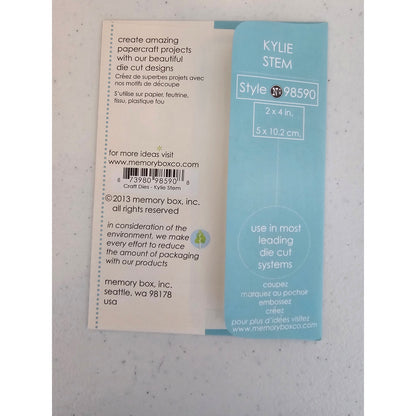 create amazing
papercraft projects
with our beautiful
die cut designs
Créez de superbes projets avec
nos motifs de découpe
S'utilise sur papier, feutrine,
tissu, plastique fou
for more ideas visit
www.memoryboxco.com
8 73980 98590 8
Craft Dies - Kylie Stem
©2013 memory box, inc.
all rights reserved
in consideration of the
environment, we make
every effort to reduce
the amount of packaging
with our products
memory box, inc.
seattle, wa 98178
usa
KYLIE
STEM
Style 98590
2 x 4 in.
5 x 10.2 cm.
use in most
leading
die cut
systems
coupez
marquez au pochoir
embossez
créez
pour plus d'idées visitez
www.memoryboxco.com